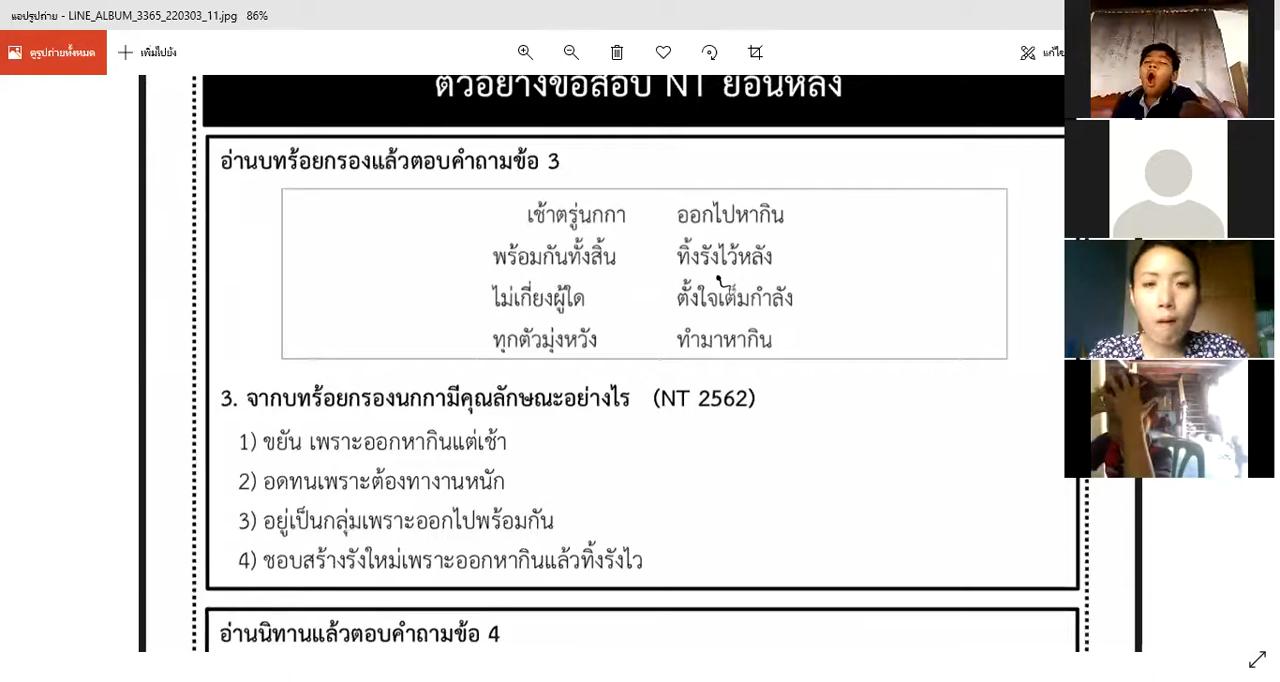 แอปรูปถ่าย - LINE_ALBUM_3365_220303_11.jpg 86%
ดูรูปถ่ายทั้งหมด เพิ่มไปยัง แก้ไข
ตัวอย่างข้อสอบ NT ย้อนหลัง
อ่านบทร้อยกรองแล้วตอบคำถามข้อ 3
เช้าตรู่นกกา ออกไปหากิน
พร้อมกันทั้งสิ้น ทิ้งรังไว้หลัง
ไม่เกี่ยงผู้ใด ตั้งใจเต็มกำลัง
ทุกตัวมุ่งหวัง ทำมาหากิน
3. จากบทร้อยกรองนกกามีคุณลักษณะอย่างไร (NT 2562)
1) ขยัน เพราะออกหากินแต่เช้า
2) อดทนเพราะต้องทางานหนัก
3) อยู่เป็นกลุ่มเพราะออกไปพร้อมกัน
4) ชอบสร้างรังใหม่เพราะออกหากินแล้วทิ้งรังไว
อ่านนิทานแล้วตอบคำถามข้อ 4